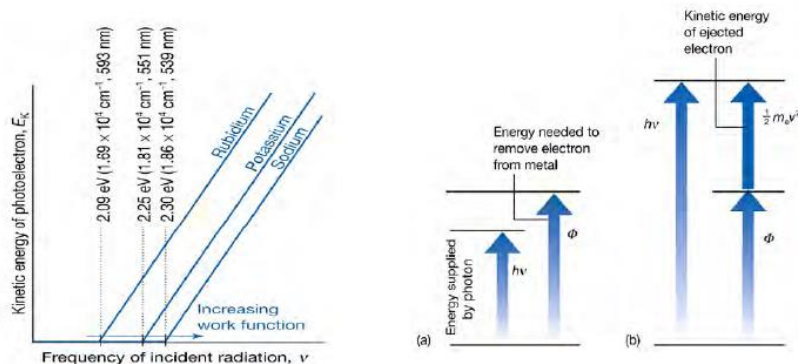 Kinetic energy of photoelectron, Eₖ
2.09 eV (1.69 × 10⁴ cm⁻¹, 593 nm)
2.25 eV (1.81 × 10⁴ cm⁻¹, 551 nm)
2.30 eV (1.86 × 10⁴ cm⁻¹, 539 nm)
Rubidium
Potassium
Sodium
Increasing
work function
Frequency of incident radiation, ν
Energy needed to
remove electron
from metal
Energy supplied
by photon
hν
Φ
(a)
Kinetic energy
of ejected
electron
hν
½ mₑv²
Φ
(b)